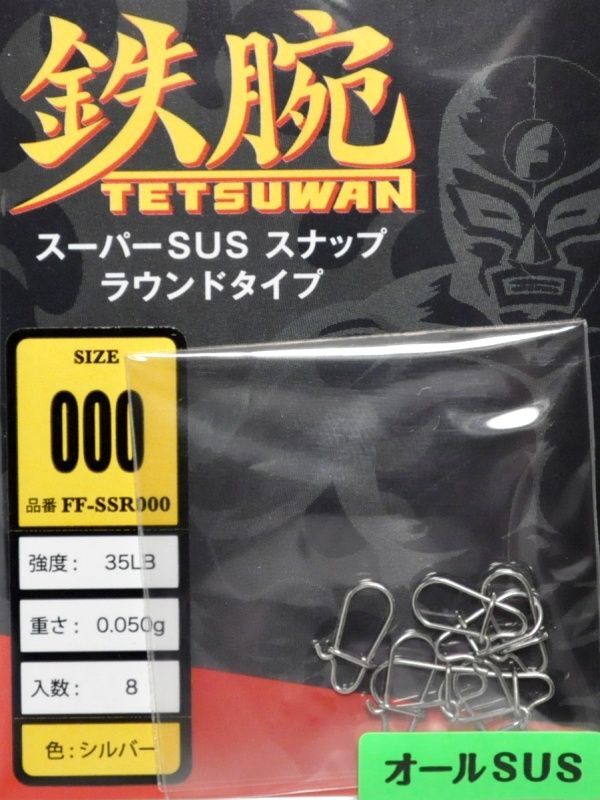 鉄腕
TETSUWAN
スーパーSUS スナップ
ラウンドタイプ
F
SIZE
000
品番 FF-SSR000
強度: 35LB
重さ: 0.050g
入数: 8
色:シルバー
オールSUS